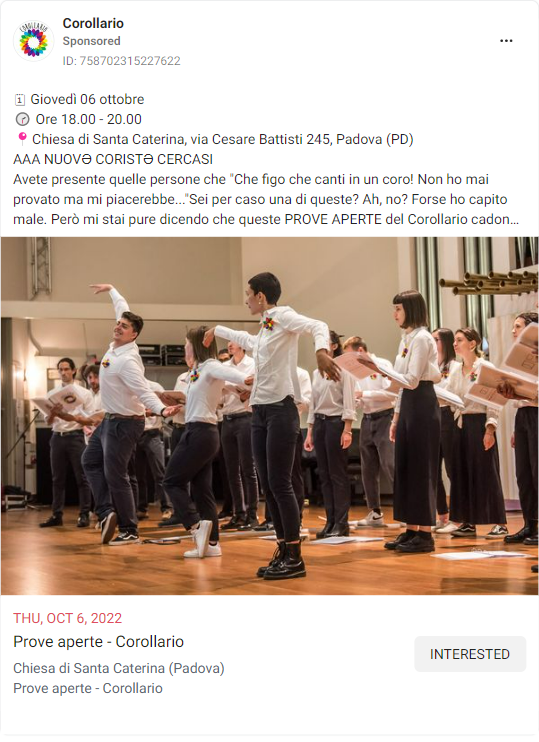 Corollario
Sponsored
ID: 758702315227622
Giovedì 06 ottobre
Ore 18.00 - 20.00
Chiesa di Santa Caterina, via Cesare Battisti 245, Padova (PD)
AAA NUOVƏ CORISTƏ CERCASI
Avete presente quelle persone che "Che figo che canti in un coro! Non ho mai
provato ma mi piacerebbe..."Sei per caso una di queste? Ah, no? Forse ho capito
male. Però mi stai pure dicendo che queste PROVE APERTE del Corollario cadon...
THU, OCT 6, 2022
Prove aperte - Corollario
INTERESTED
Chiesa di Santa Caterina (Padova)
Prove aperte - Corollario